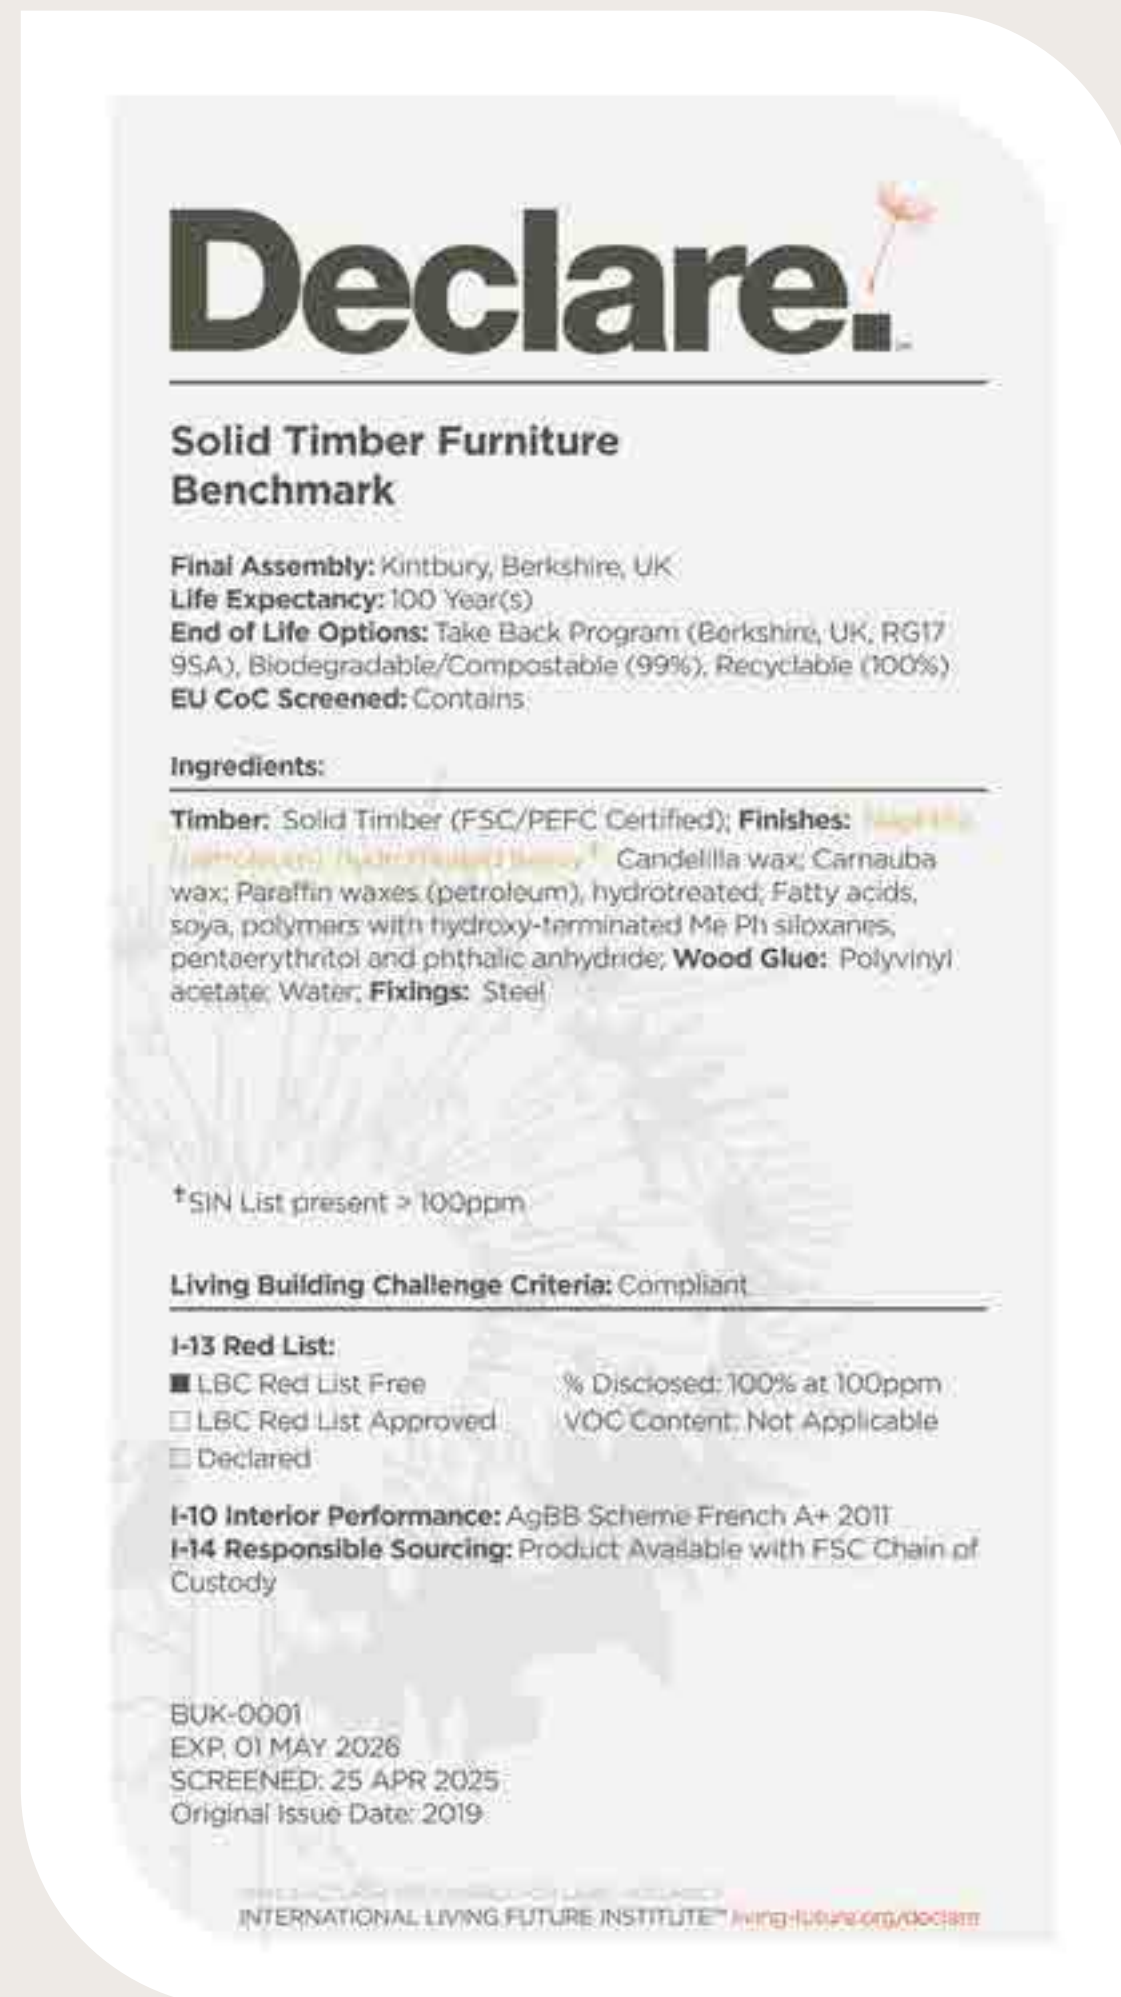 Declare.
Solid Timber Furniture
Benchmark
Final Assembly: Kintbury, Berkshire, UK
Life Expectancy: 100 Year(s)
End of Life Options: Take Back Program (Berkshire, UK, RG17
9SA), Biodegradable/Compostable (99%), Recyclable (100%)
EU CoC Screened: Contains
Ingredients:
Timber: Solid Timber (FSC/PEFC Certified); Finishes:
Candelilla wax; Carnauba
wax; Paraffin waxes (petroleum), hydrotreated; Fatty acids,
soya, polymers with hydroxy-terminated Me Ph siloxanes,
pentaerythritol and phthalic anhydride; Wood Glue: Polyvinyl
acetate; Water; Fixings: Steel
†SIN List present > 100ppm
Living Building Challenge Criteria: Compliant
I-13 Red List:
LBC Red List Free % Disclosed: 100% at 100ppm
LBC Red List Approved VOC Content: Not Applicable
Declared
I-10 Interior Performance: AgBB Scheme French A+ 2011
I-14 Responsible Sourcing: Product Available with FSC Chain of
Custody
BUK-0001
EXP. 01 MAY 2026
SCREENED: 25 APR 2025
Original Issue Date: 2019
INTERNATIONAL LIVING FUTURE INSTITUTE™ living-future.org/declare